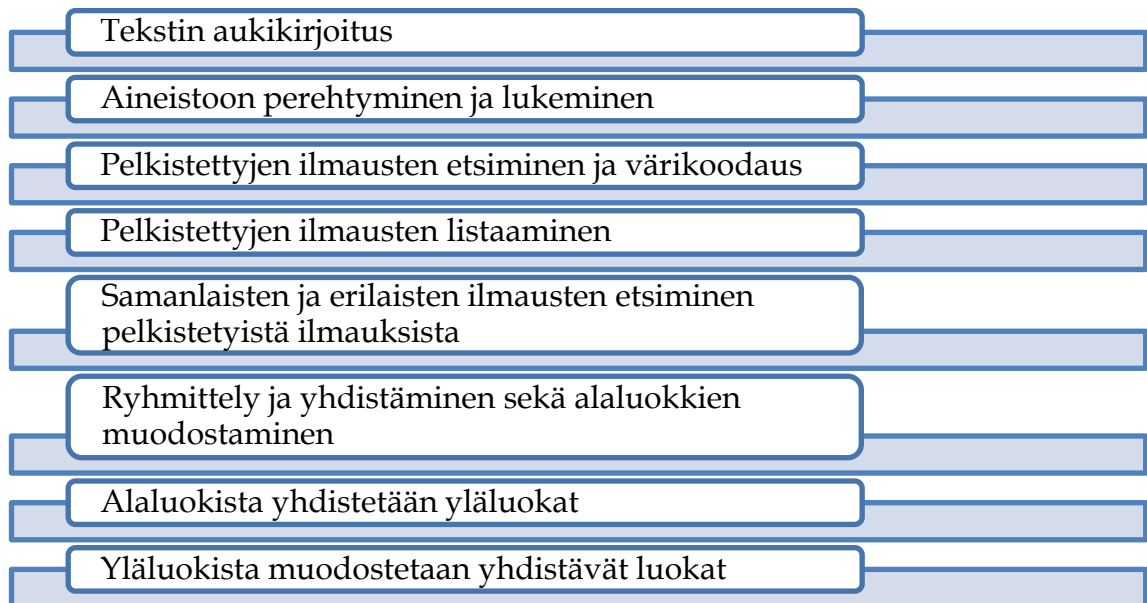 Tekstin aukikirjoitus
Aineistoon perehtyminen ja lukeminen
Pelkistettyjen ilmausten etsiminen ja värikoodaus
Pelkistettyjen ilmausten listaaminen
Samanlaisten ja erilaisten ilmausten etsiminen
pelkistetyistä ilmauksista
Ryhmittely ja yhdistäminen sekä alaluokkien
muodostaminen
Alaluokista yhdistetään yläluokat
Yläluokista muodostetaan yhdistävät luokat